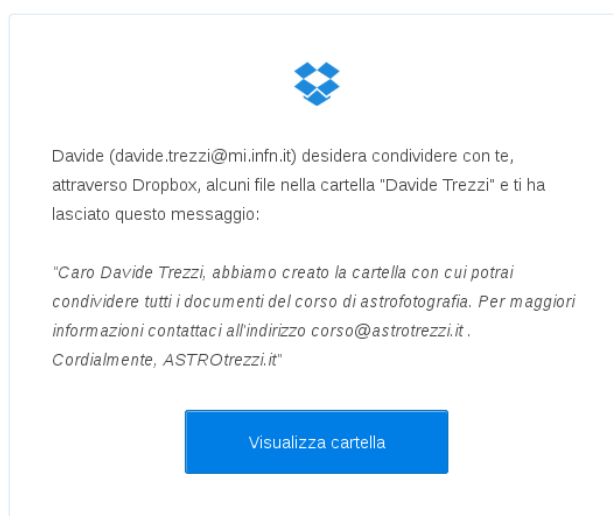 Davide (davide.trezzi@mi.infn.it) desidera condividere con te,
attraverso Dropbox, alcuni file nella cartella "Davide Trezzi" e ti ha
lasciato questo messaggio:
"Caro Davide Trezzi, abbiamo creato la cartella con cui potrai
condividere tutti i documenti del corso di astrofotografia. Per maggiori
informazioni contattaci all'indirizzo corso@astrotrezzi.it .
Cordialmente, ASTROtrezzi.it"
Visualizza cartella